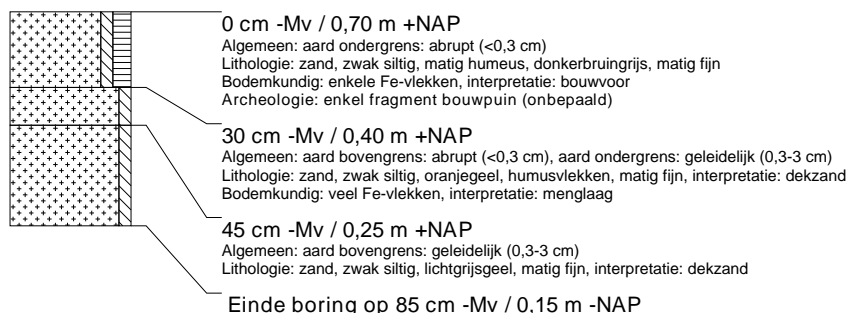 0 cm -Mv / 0,70 m +NAP
Algemeen: aard ondergrens: abrupt (<0,3 cm)
Lithologie: zand, zwak siltig, matig humeus, donkerbruingrijs, matig fijn
Bodemkundig: enkele Fe-vlekken, interpretatie: bouwvoor
Archeologie: enkel fragment bouwpuin (onbepaald)
30 cm -Mv / 0,40 m +NAP
Algemeen: aard bovengrens: abrupt (<0,3 cm), aard ondergrens: geleidelijk (0,3-3 cm)
Lithologie: zand, zwak siltig, oranjegeel, humusvlekken, matig fijn, interpretatie: dekzand
Bodemkundig: veel Fe-vlekken, interpretatie: menglaag
45 cm -Mv / 0,25 m +NAP
Algemeen: aard bovengrens: geleidelijk (0,3-3 cm)
Lithologie: zand, zwak siltig, lichtgrijsgeel, matig fijn, interpretatie: dekzand
Einde boring op 85 cm -Mv / 0,15 m -NAP